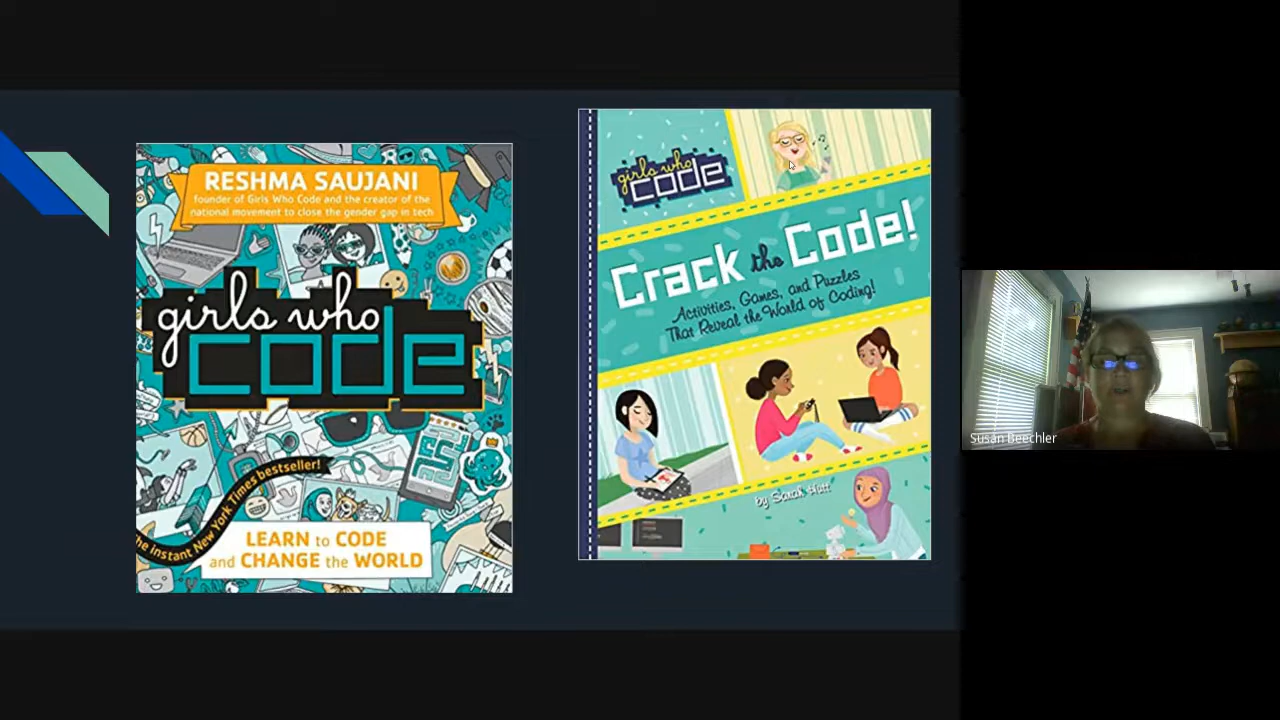 RESHMA SAUJANI
founder of Girls Who Code and the creator of the
national movement to close the gender gap in tech
girls who
code
The Instant New York Times bestseller!
LEARN to CODE
and CHANGE the WORLD
girls who
code
Crack the Code!
Activities, Games, and Puzzles
That Reveal the World of Coding!
by Sarah Hutt
Susan Beechler